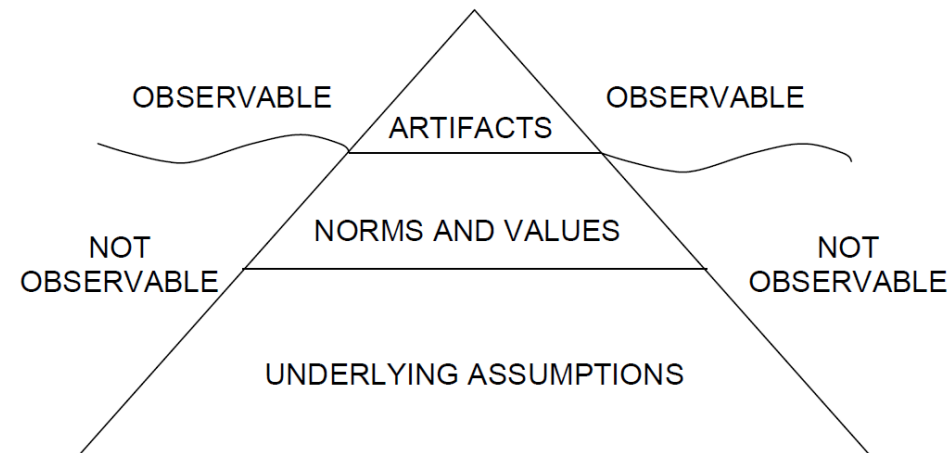 OBSERVABLE
OBSERVABLE
ARTIFACTS
NORMS AND VALUES
NOT
OBSERVABLE
NOT
OBSERVABLE
UNDERLYING ASSUMPTIONS